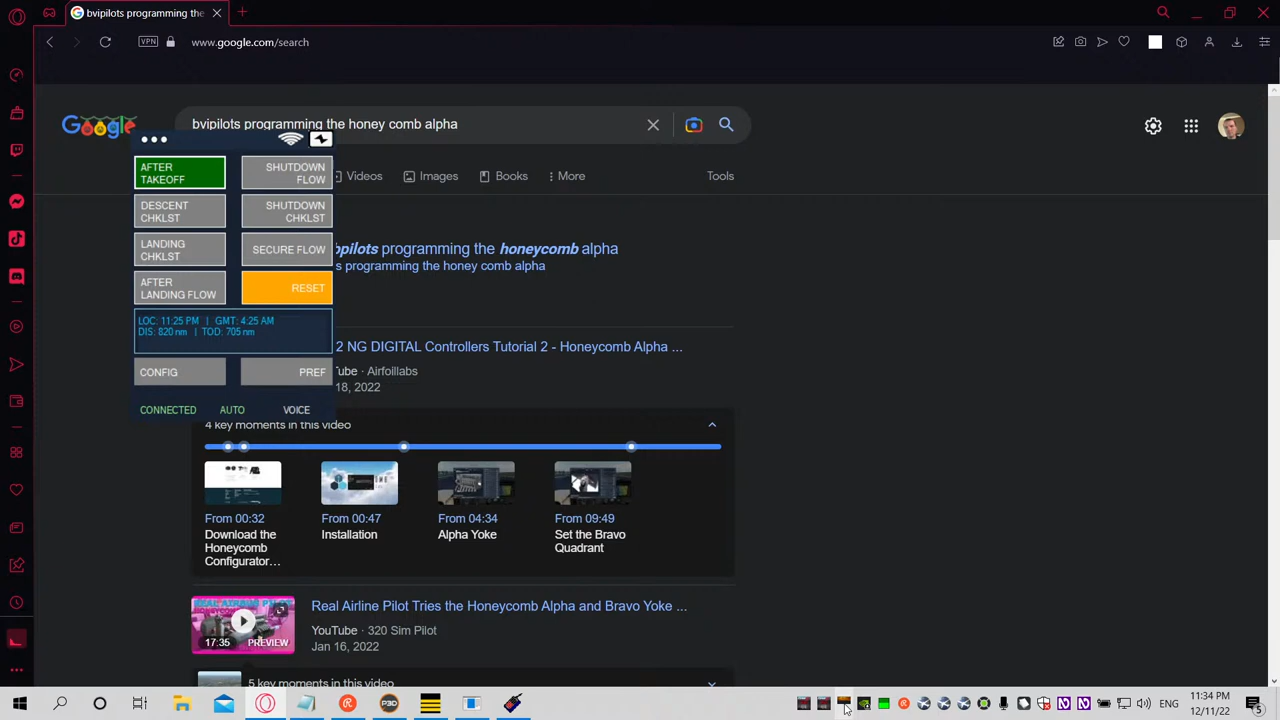 bvipilots programming the
VPN
www.google.com/search
Google
bvipilots programming the honey comb alpha
Videos
Images
Books
More
Tools
AFTER
TAKEOFF
SHUTDOWN
FLOW
DESCENT
CHKLST
SHUTDOWN
CHKLST
LANDING
CHKLST
SECURE FLOW
AFTER
LANDING FLOW
RESET
LOC: 11:25 PM | GMT: 4:25 AM
DIS: 820 nm | TOD: 705 nm
CONFIG
PREF
CONNECTED
AUTO
VOICE
programming the honeycomb alpha
s programming the honey comb alpha
2 NG DIGITAL Controllers Tutorial 2 - Honeycomb Alpha ...
Tube · Airfoillabs
18, 2022
4 key moments in this video
From 00:32
Download the
Honeycomb
Configurator…
From 00:47
Installation
From 04:34
Alpha Yoke
From 09:49
Set the Bravo
Quadrant
17:35
PREVIEW
Real Airline Pilot Tries the Honeycomb Alpha and Bravo Yoke ...
YouTube · 320 Sim Pilot
Jan 16, 2022
5 key moments in this video
P3D
ENG
11:34 PM
12/11/22
5